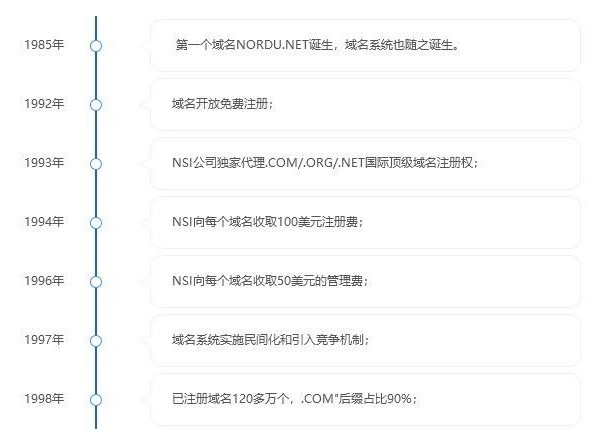 1985年
第一个域名NORDU.NET诞生，域名系统也随之诞生。
1992年
域名开放免费注册；
1993年
NSI公司独家代理.COM/.ORG/.NET国际顶级域名注册权；
1994年
NSI向每个域名收取100美元注册费；
1996年
NSI向每个域名收取50美元的管理费；
1997年
域名系统实施民间化和引入竞争机制；
1998年
已注册域名120多万个，.COM"后缀占比90%；